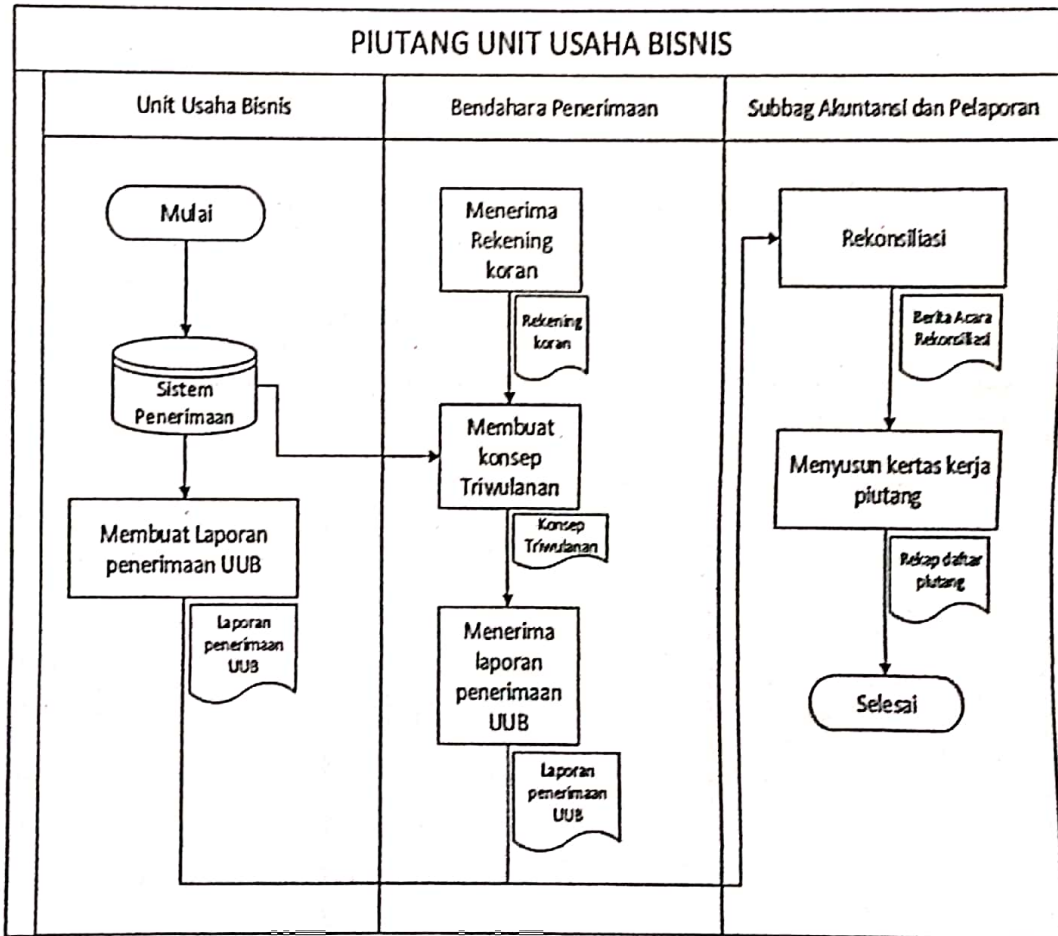 PIUTANG UNIT USAHA BISNIS
Unit Usaha Bisnis
Bendahara Penerimaan
Subbag Akuntansi dan Pelaporan
Mulai
Sistem
Penerimaan
Membuat Laporan
penerimaan UUB
Laporan
penerimaan
UUB
Menerima
Rekening
koran
Rekening
koran
Membuat
konsep
Triwulanan
Konsep
Triwulanan
Menerima
laporan
penerimaan
UUB
Laporan
penerimaan
UUB
Rekonsiliasi
Berita Acara
Rekonsiliasi
Menyusun kertas kerja
piutang
Rekap daftar
piutang
Selesai